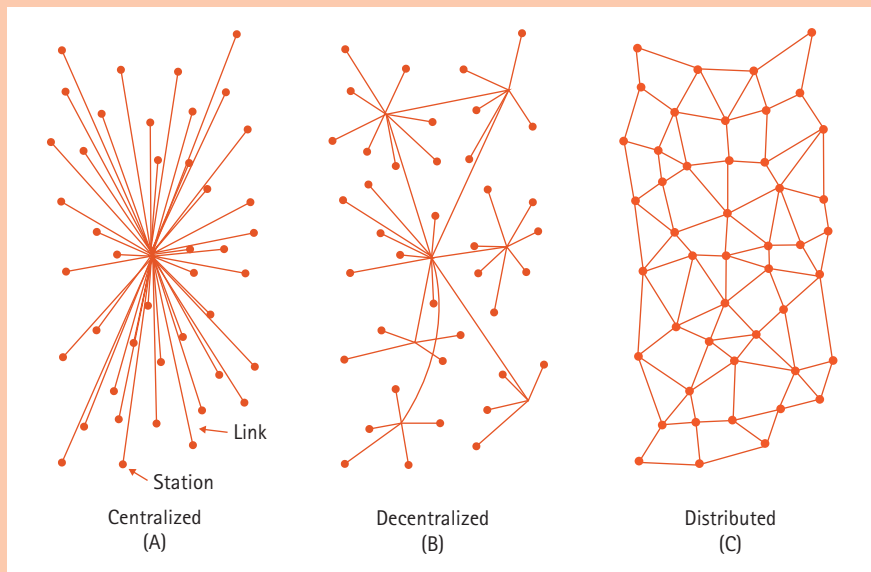 Link
Station
Centralized
(A)
Decentralized
(B)
Distributed
(C)